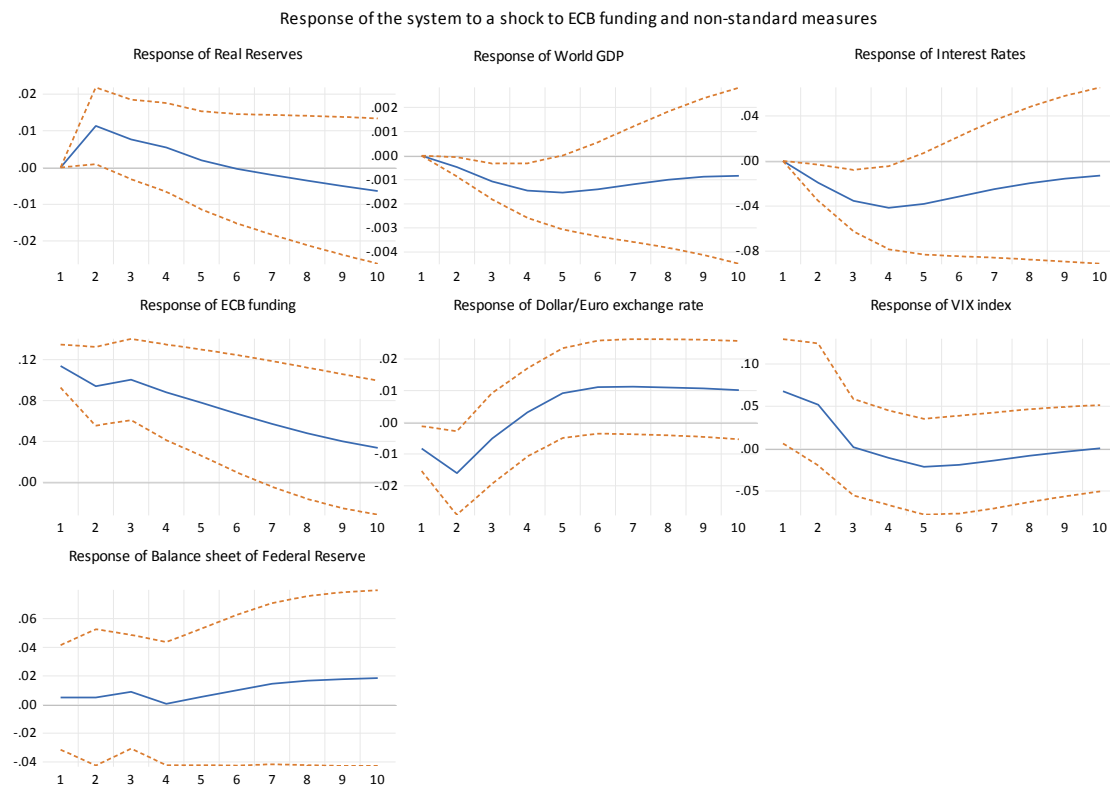 Response of the system to a shock to ECB funding and non-standard measures
Response of Real Reserves
.02
.01
.00
-.01
-.02
1 2 3 4 5 6 7 8 9 10
Response of World GDP
.002
.001
.000
-.001
-.002
-.003
-.004
1 2 3 4 5 6 7 8 9 10
Response of Interest Rates
.04
.00
-.04
-.08
1 2 3 4 5 6 7 8 9 10
Response of ECB funding
.12
.08
.04
.00
1 2 3 4 5 6 7 8 9 10
Response of Dollar/Euro exchange rate
.02
.01
.00
-.01
-.02
1 2 3 4 5 6 7 8 9 10
Response of VIX index
.10
.05
.00
-.05
1 2 3 4 5 6 7 8 9 10
Response of Balance sheet of Federal Reserve
.06
.04
.02
.00
-.02
-.04
1 2 3 4 5 6 7 8 9 10